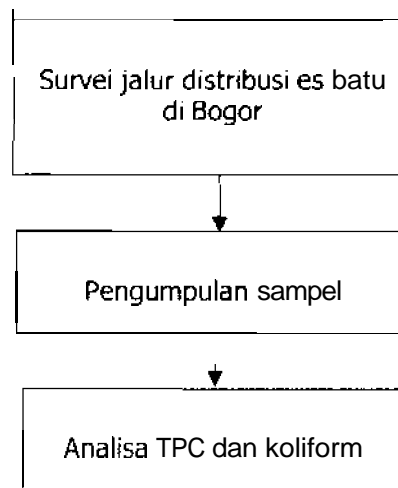 Survei jalur distribusi es batu
di Bogor
Pengumpulan sampel
Analisa TPC dan koliform